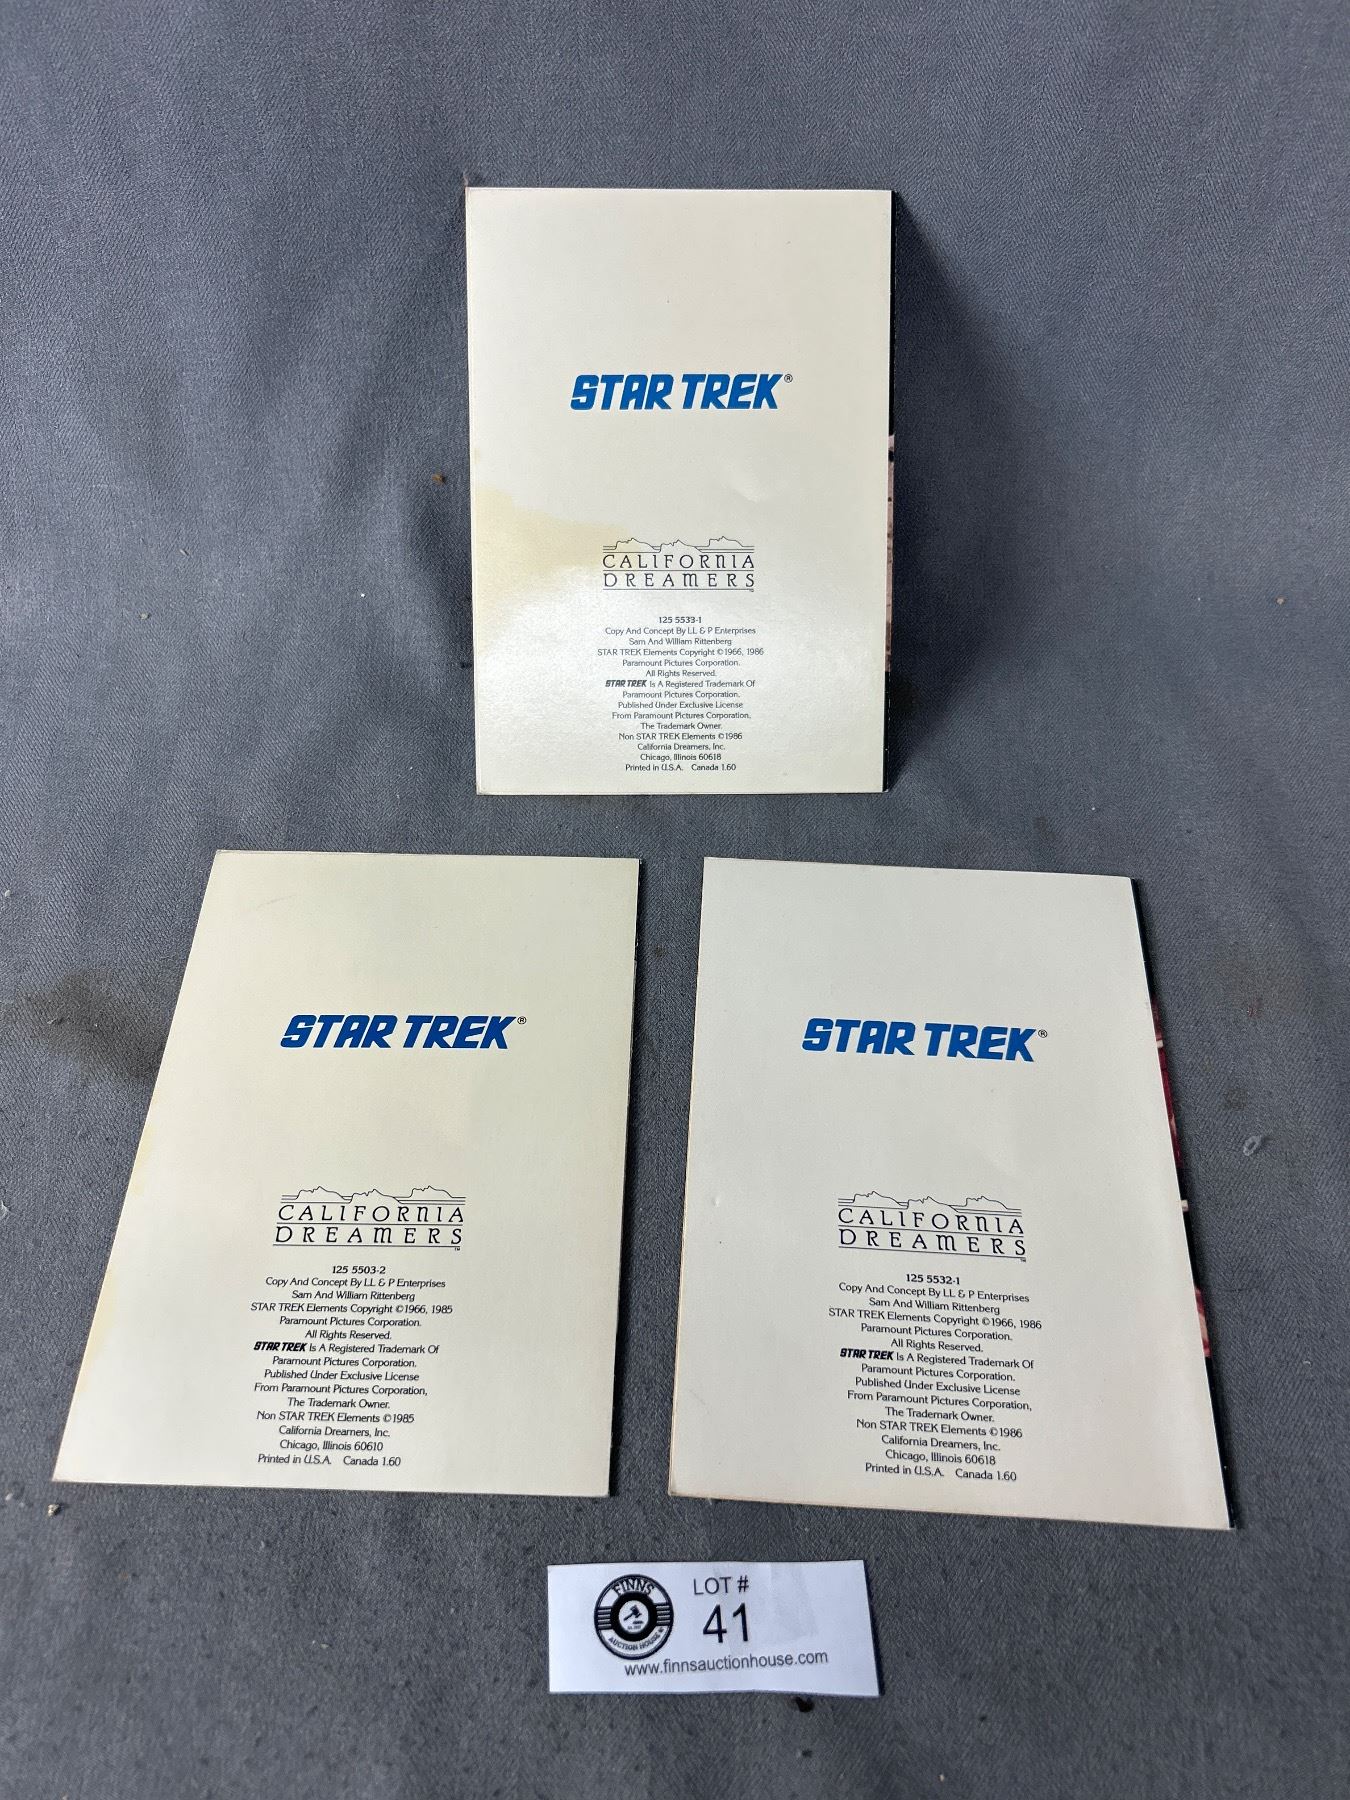 STAR TREK®
CALIFORNIA
DREAMERS™
125 5533-1
Copy And Concept By LL & P Enterprises
Sam And William Rittenberg
STAR TREK Elements Copyright ©1966, 1986
Paramount Pictures Corporation.
All Rights Reserved.
STAR TREK Is A Registered Trademark Of
Paramount Pictures Corporation.
Published Under Exclusive License
From Paramount Pictures Corporation,
The Trademark Owner.
Non STAR TREK Elements ©1986
California Dreamers, Inc.
Chicago, Illinois 60618
Printed in U.S.A. Canada 1.60
STAR TREK®
CALIFORNIA
DREAMERS™
125 5503-2
Copy And Concept By LL & P Enterprises
Sam And William Rittenberg
STAR TREK Elements Copyright ©1966, 1985
Paramount Pictures Corporation.
All Rights Reserved.
STAR TREK Is A Registered Trademark Of
Paramount Pictures Corporation.
Published Under Exclusive License
From Paramount Pictures Corporation,
The Trademark Owner.
Non STAR TREK Elements ©1985
California Dreamers, Inc.
Chicago, Illinois 60610
Printed in U.S.A. Canada 1.60
STAR TREK®
CALIFORNIA
DREAMERS™
125 5532-1
Copy And Concept By LL & P Enterprises
Sam And William Rittenberg
STAR TREK Elements Copyright ©1966, 1986
Paramount Pictures Corporation.
All Rights Reserved.
STAR TREK Is A Registered Trademark Of
Paramount Pictures Corporation.
Published Under Exclusive License
From Paramount Pictures Corporation,
The Trademark Owner.
Non STAR TREK Elements ©1986
California Dreamers, Inc.
Chicago, Illinois 60618
Printed in U.S.A. Canada 1.60
FINNS
AUCTION HOUSE
LOT #
41
www.finnsauctionhouse.com